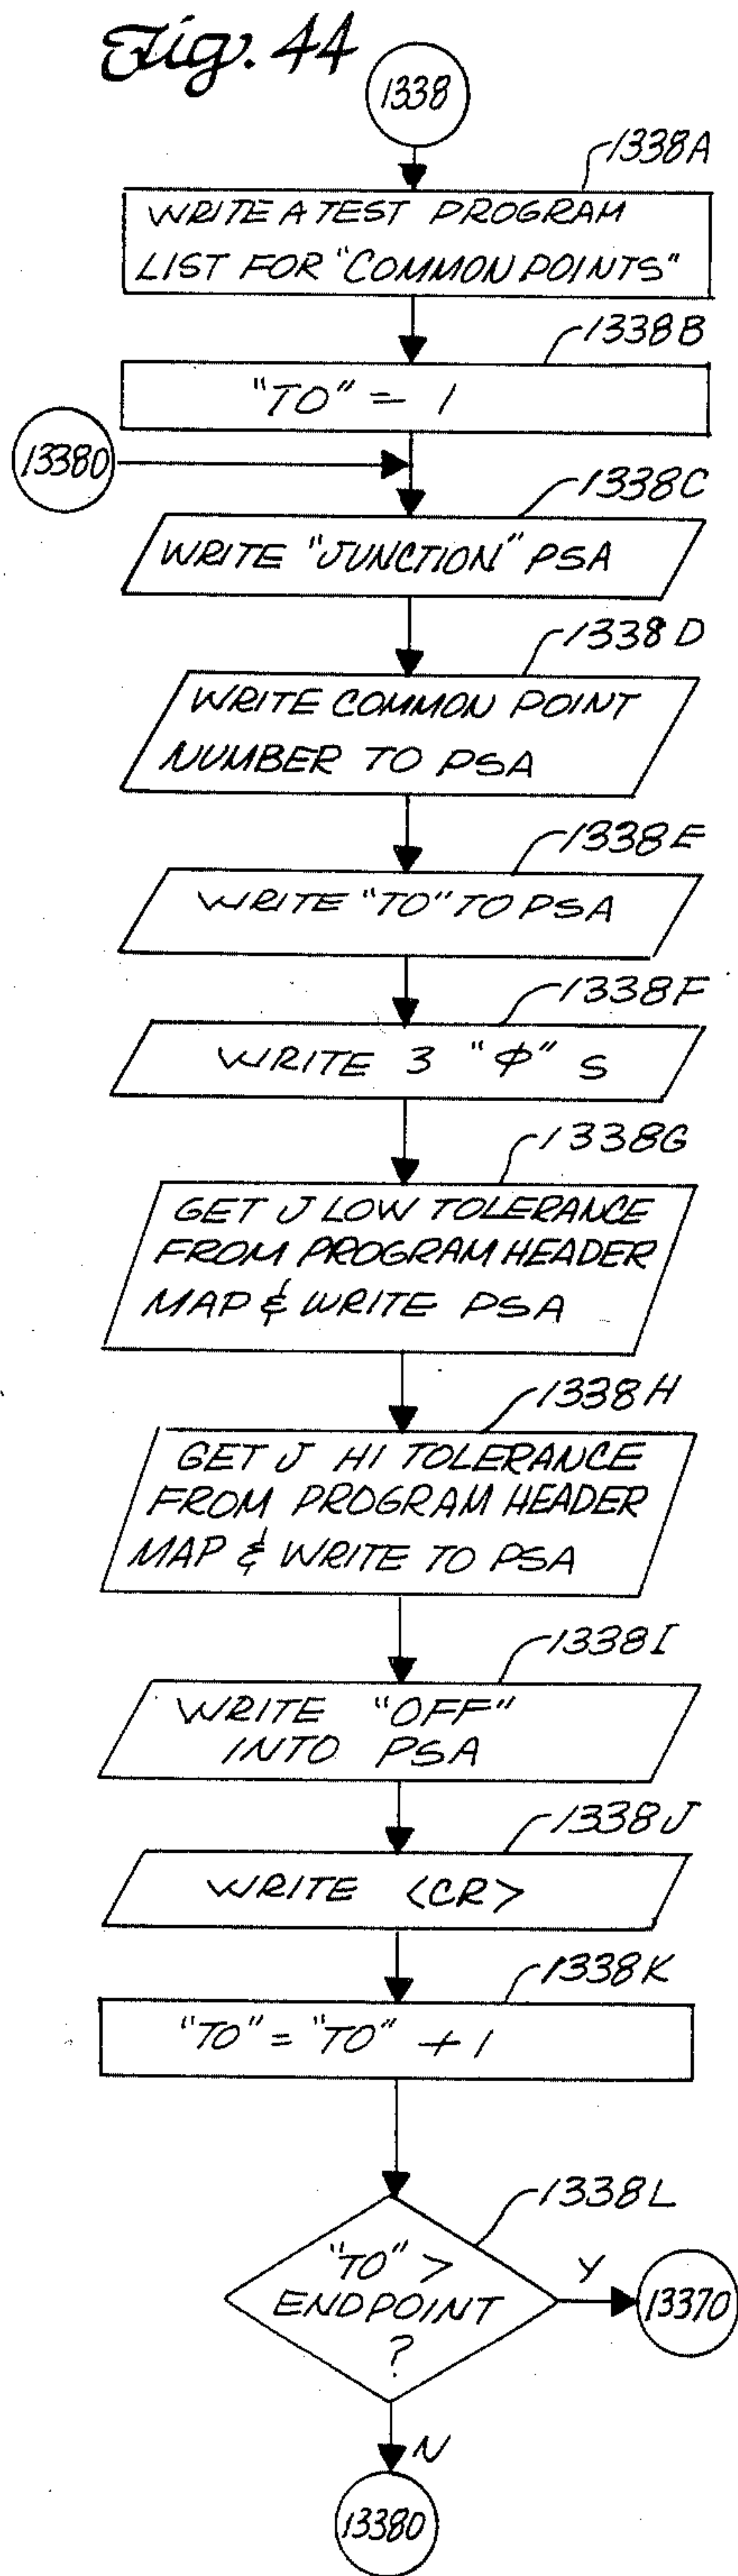 Fig. 44
1338
1338A
WRITE A TEST PROGRAM
LIST FOR "COMMON POINTS"
1338B
"TO" = 1
13380
1338C
WRITE "JUNCTION" PSA
1338D
WRITE COMMON POINT
NUMBER TO PSA
1338E
WRITE "TO" TO PSA
1338F
WRITE 3 "Φ" S
1338G
GET J LOW TOLERANCE
FROM PROGRAM HEADER
MAP & WRITE PSA
1338H
GET J HI TOLERANCE
FROM PROGRAM HEADER
MAP & WRITE TO PSA
1338I
WRITE "OFF"
INTO PSA
1338J
WRITE <CR>
1338K
"TO" = "TO" + 1
1338L
"TO" >
ENDPOINT
?
Y
13370
N
13380